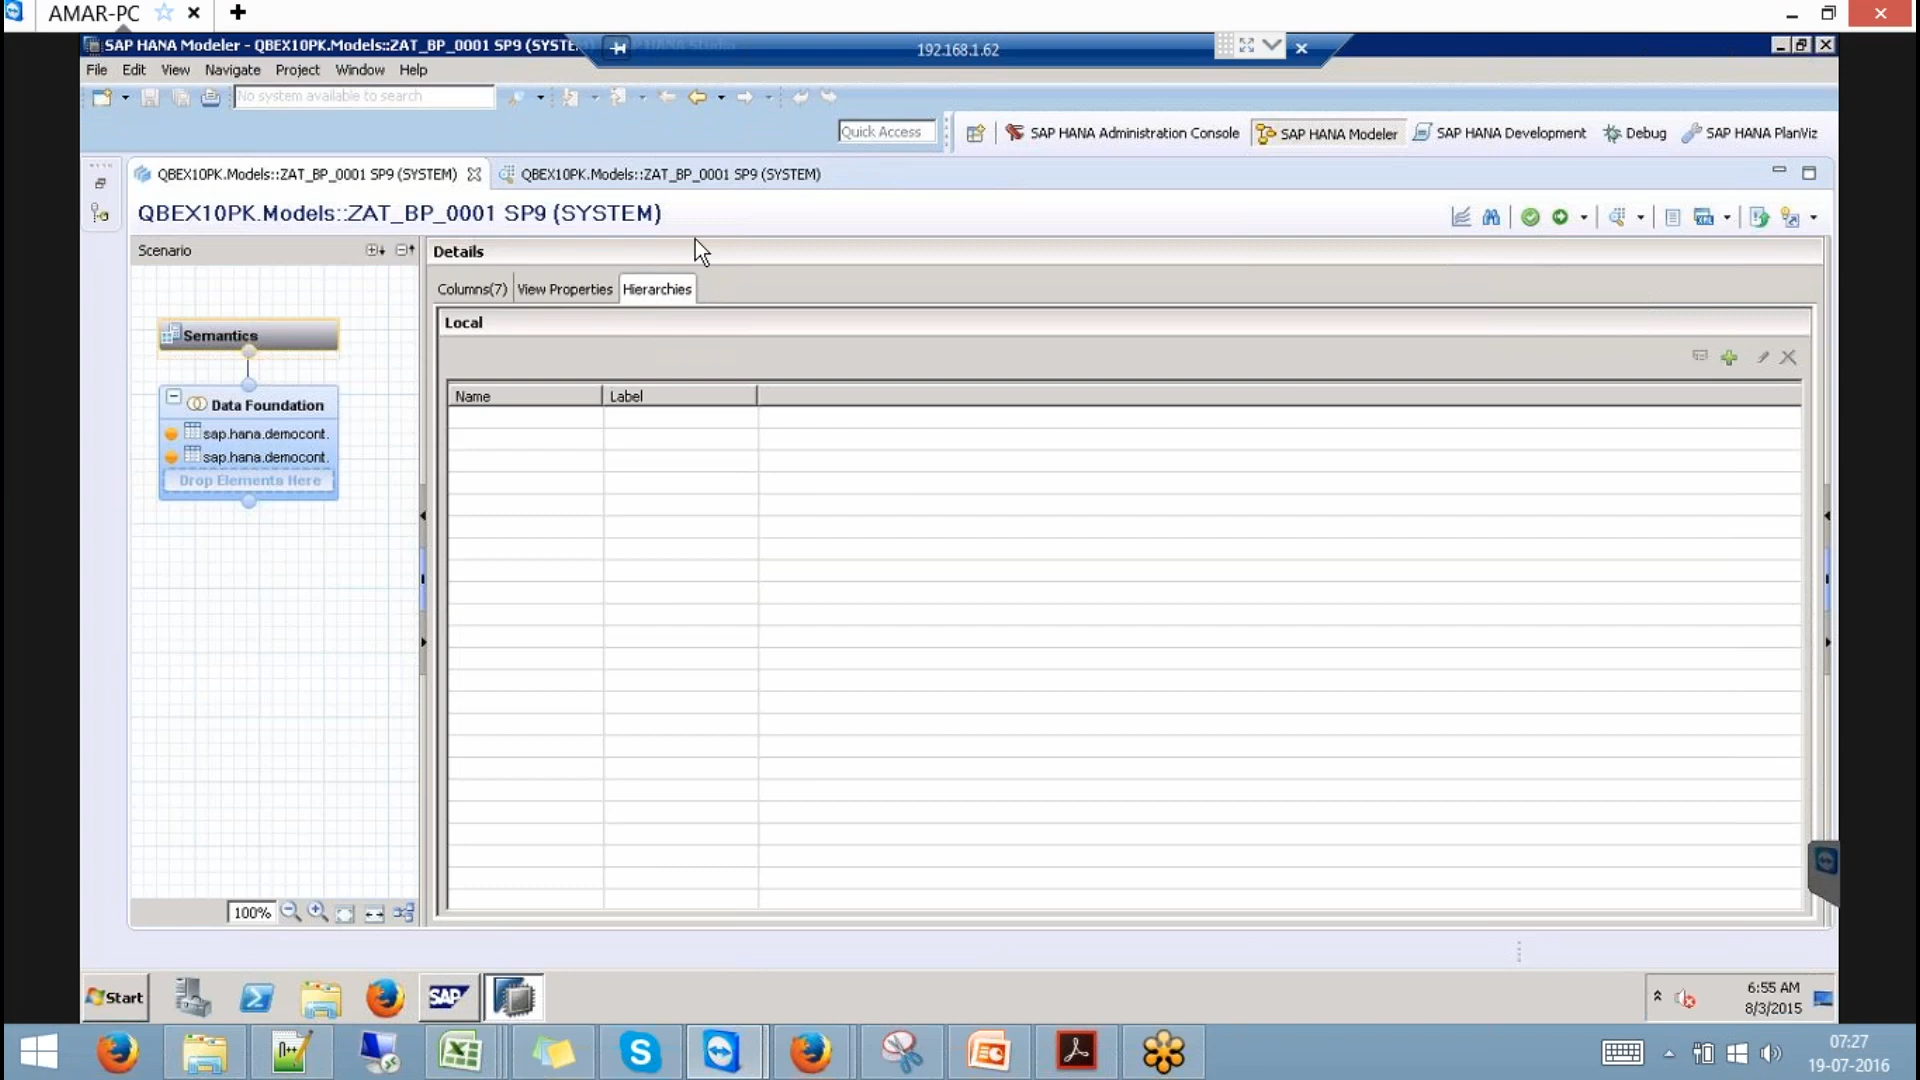 AMAR-PC
SAP HANA Modeler - QBEX10PK.Models::ZAT_BP_0001 SP9 (SYSTE
192.168.1.62
File Edit View Navigate Project Window Help
No system available to search
Quick Access
SAP HANA Administration Console
SAP HANA Modeler
SAP HANA Development
Debug
SAP HANA PlanViz
QBEX10PK.Models::ZAT_BP_0001 SP9 (SYSTEM)
QBEX10PK.Models::ZAT_BP_0001 SP9 (SYSTEM)
QBEX10PK.Models::ZAT_BP_0001 SP9 (SYSTEM)
Scenario
Details
Columns(7) View Properties Hierarchies
Local
Semantics
Name Label
Data Foundation
sap.hana.democont.
sap.hana.democont.
Drop Elements Here
100%
Start
SAP
6:55 AM
8/3/2015
07:27
19-07-2016